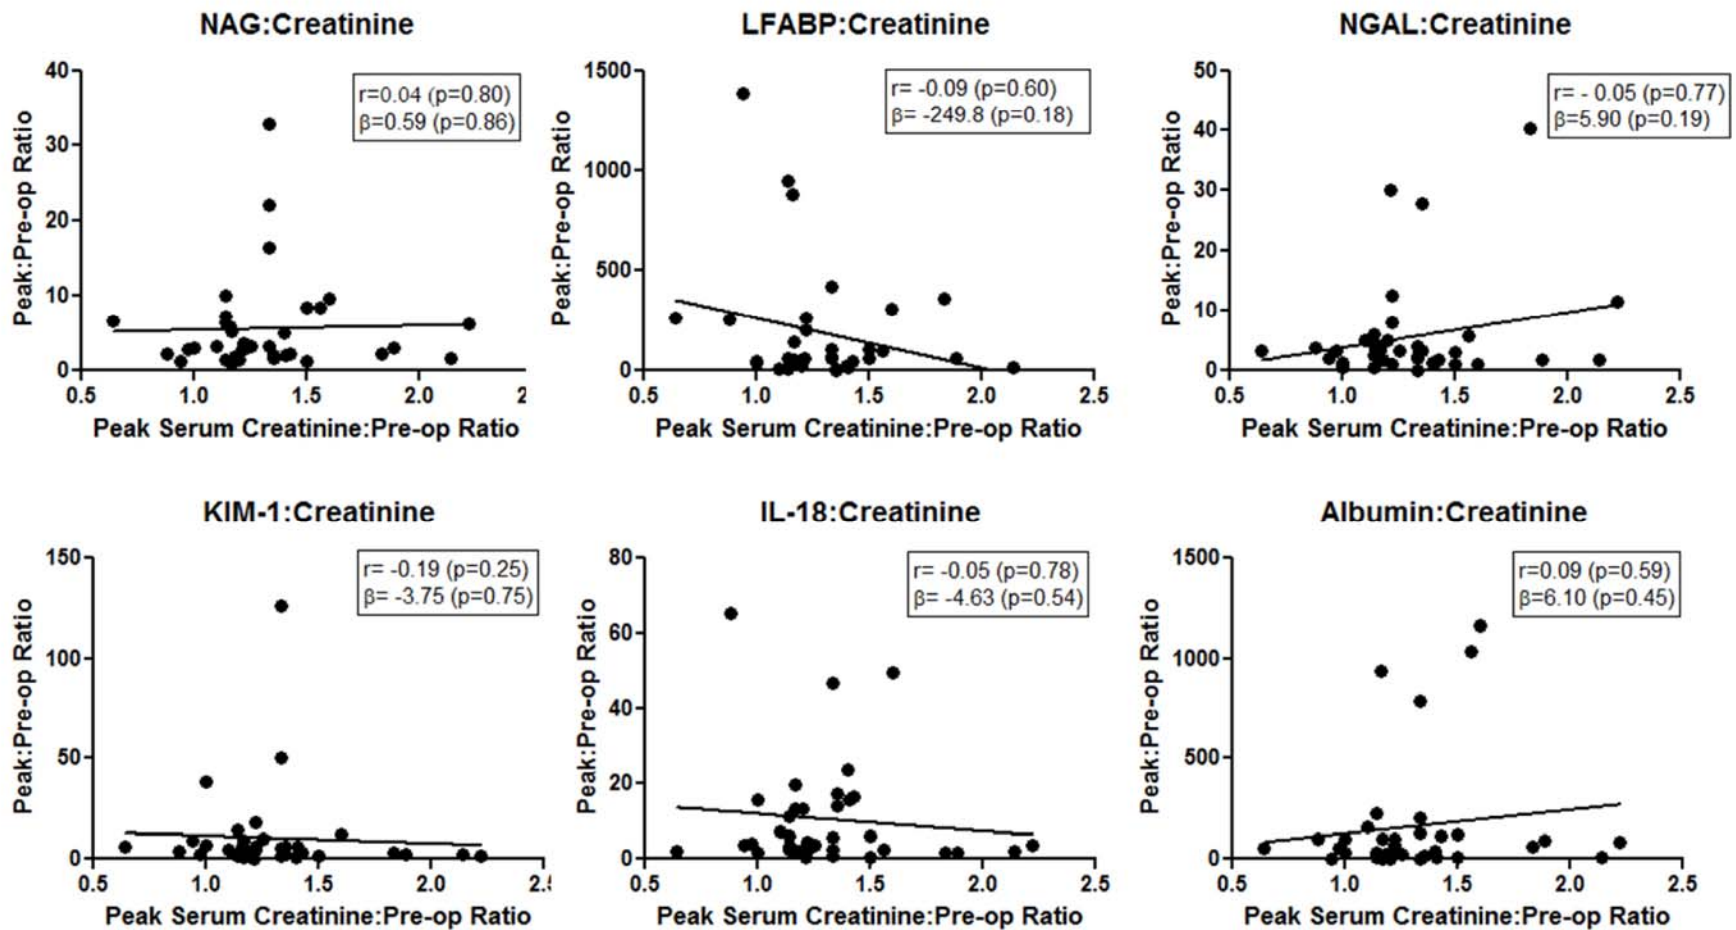 NAG:Creatinine
40
30
20
10
0
0.5 1.0 1.5 2.0 2
Peak:Pre-op Ratio
Peak Serum Creatinine:Pre-op Ratio
r=0.04 (p=0.80)
β=0.59 (p=0.86)
LFABP:Creatinine
1500
1000
500
0
0.5 1.0 1.5 2.0 2.5
Peak:Pre-op Ratio
Peak Serum Creatinine:Pre-op Ratio
r= -0.09 (p=0.60)
β= -249.8 (p=0.18)
NGAL:Creatinine
50
40
30
20
10
0
0.5 1.0 1.5 2.0 2.5
Peak:Pre-op Ratio
Peak Serum Creatinine:Pre-op Ratio
r= - 0.05 (p=0.77)
β=5.90 (p=0.19)
KIM-1:Creatinine
150
100
50
0
0.5 1.0 1.5 2.0 2.5
Peak:Pre-op Ratio
Peak Serum Creatinine:Pre-op Ratio
r= -0.19 (p=0.25)
β= -3.75 (p=0.75)
IL-18:Creatinine
80
60
40
20
0
0.5 1.0 1.5 2.0 2.5
Peak:Pre-op Ratio
Peak Serum Creatinine:Pre-op Ratio
r= -0.05 (p=0.78)
β= -4.63 (p=0.54)
Albumin:Creatinine
1500
1000
500
0
0.5 1.0 1.5 2.0 2.5
Peak:Pre-op Ratio
Peak Serum Creatinine:Pre-op Ratio
r=0.09 (p=0.59)
β=6.10 (p=0.45)